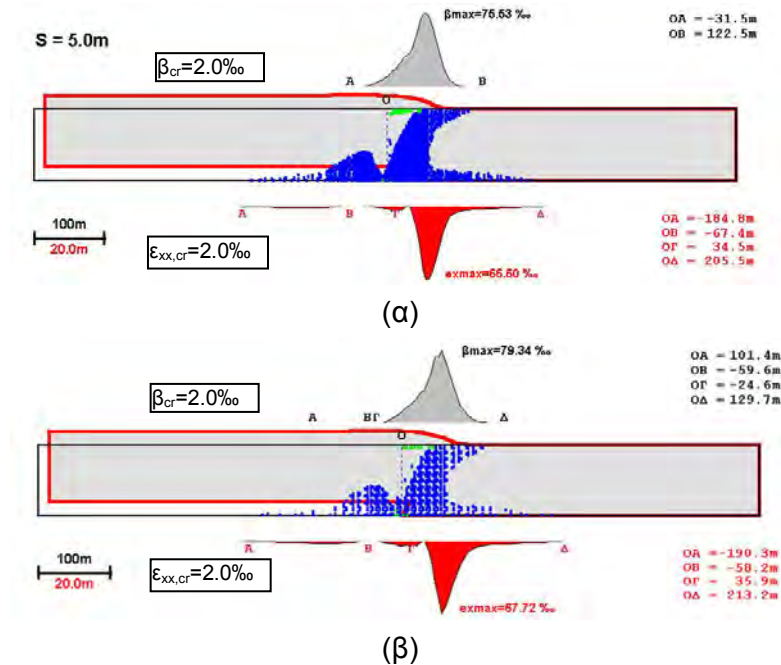 βmax=75.53 ‰
OA = -31.5m
OB = 122.5m
S = 5.0m
βcr=2.0‰
A B
O
A B Γ Δ
100m
20.0m
εxx,cr=2.0‰
exmax=65.60 ‰
OA =-184.8m
OB = -67.4m
OΓ = 34.5m
OΔ = 205.5m
(α)
βmax=79.34 ‰
OA = 101.4m
OB = -59.6m
OΓ = -24.6m
OΔ = 129.7m
βcr=2.0‰
A BΓ Δ
O
A B Γ Δ
100m
20.0m
εxx,cr=2.0‰
exmax=67.72 ‰
OA =-190.3m
OB = -58.2m
OΓ = 35.9m
OΔ = 213.2m
(β)